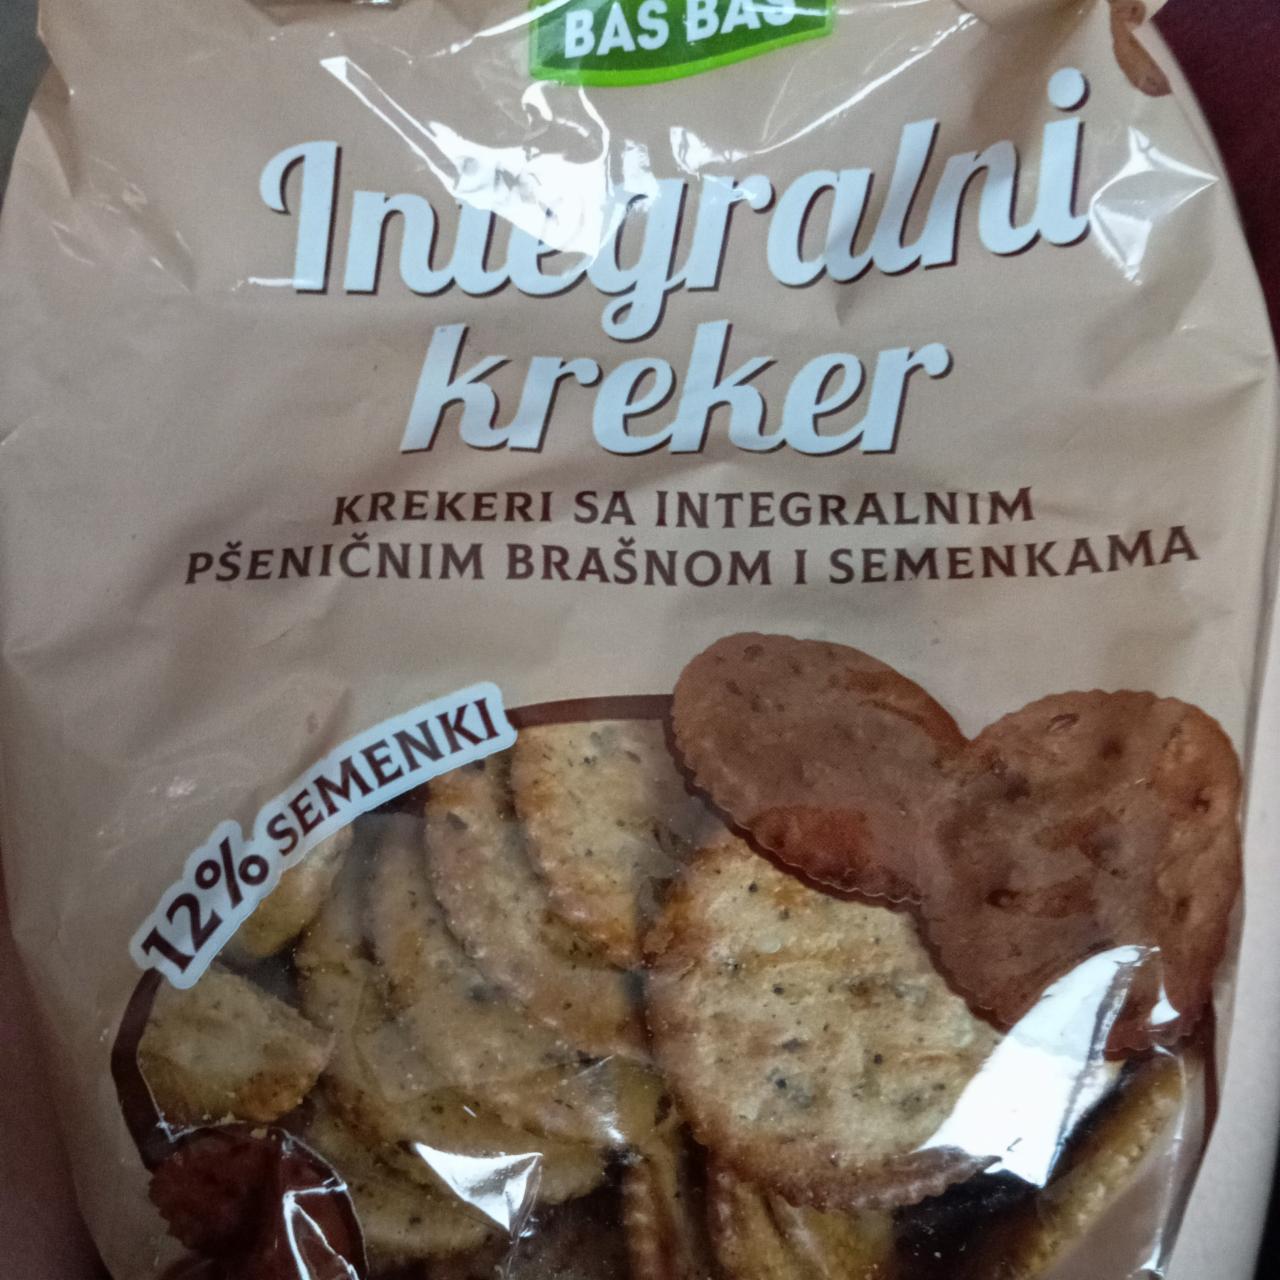 BAS BAS
Integralni
kreker
KREKERI SA INTEGRALNIM
PŠENIČNIM BRAŠNOM I SEMENKAMA
12% SEMENKI